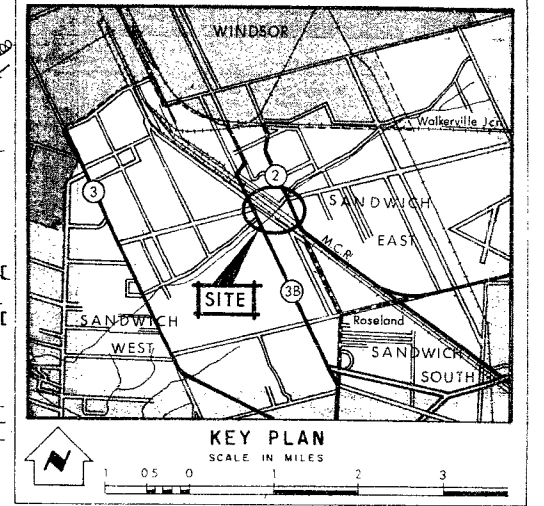 WINDSOR
Walkerville Jcn.
3
2
SANDWICH
EAST
M.C.R.
SITE
3B
Roseland
SANDWICH
WEST
SANDWICH
SOUTH
KEY PLAN
SCALE IN MILES
1 0.5 0 1 2 3
N